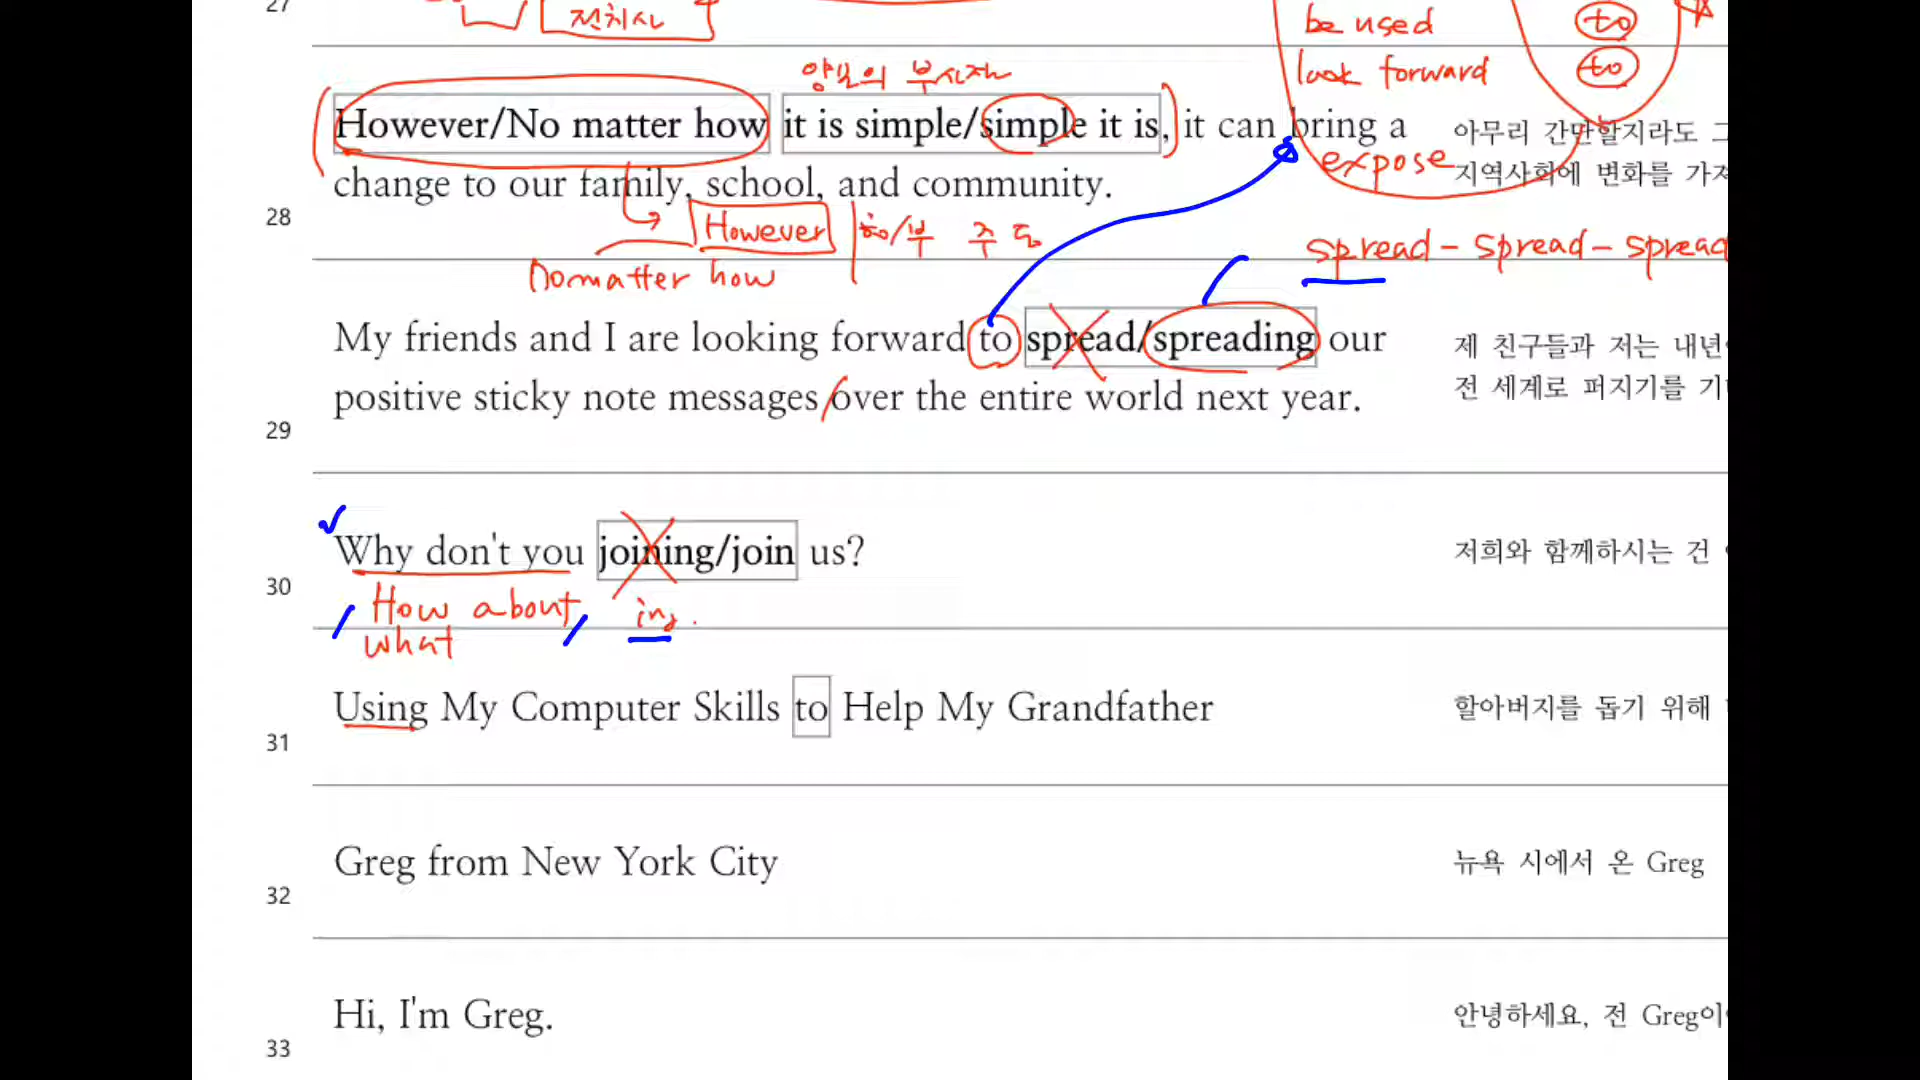 27
전치사
be used to
look forward to
양보의 부사절
However/No matter how it is simple/simple it is, it can bring a
아무리 간만할지라도 그
expose
change to our family, school, and community.
지역사회에 변화를 가져
28
However 형/부 주 동
No matter how
spread - spread - spread
My friends and I are looking forward to spread/spreading our
제 친구들과 저는 내년
positive sticky note messages over the entire world next year.
전 세계로 퍼지기를 기
29
Why don't you joining/join us?
저희와 함께하시는 건
30
How about ing.
what
Using My Computer Skills to Help My Grandfather
할아버지를 돕기 위해
31
Greg from New York City
뉴욕 시에서 온 Greg
32
Hi, I'm Greg.
안녕하세요, 전 Greg이
33